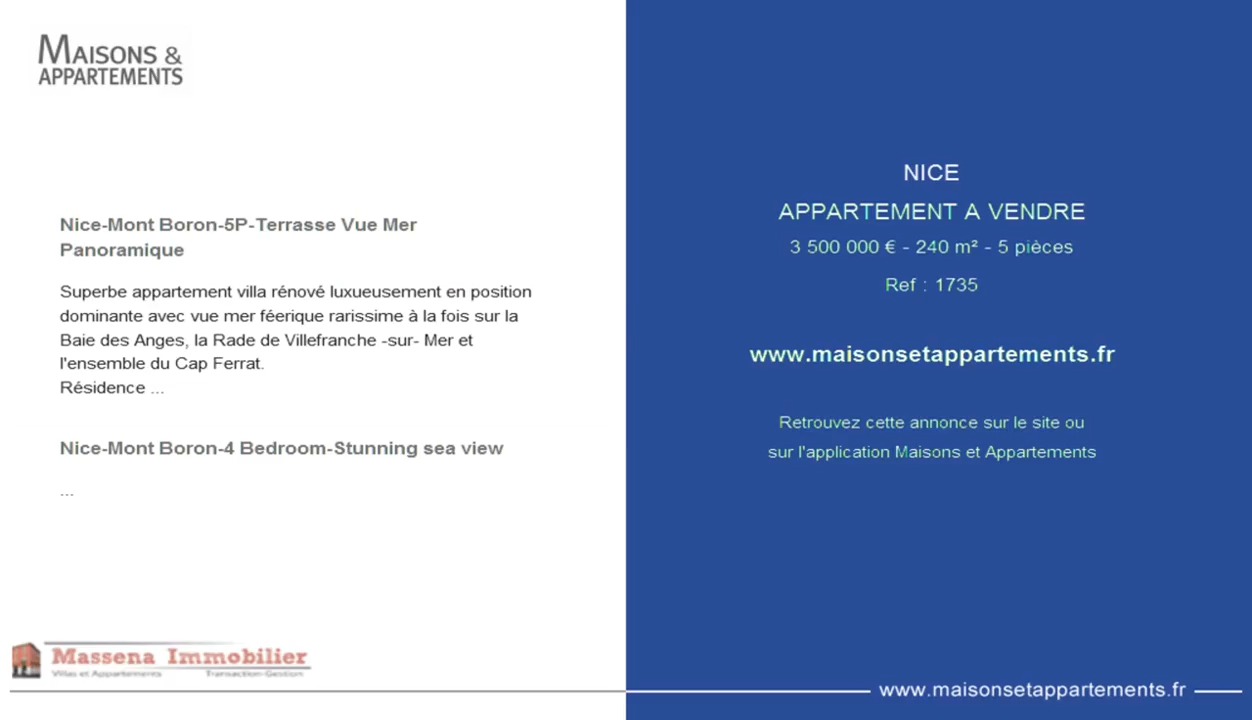 MAISONS &
APPARTEMENTS
Nice-Mont Boron-5P-Terrasse Vue Mer
Panoramique
Superbe appartement villa rénové luxueusement en position
dominante avec vue mer féerique rarissime à la fois sur la
Baie des Anges, la Rade de Villefranche -sur- Mer et
l'ensemble du Cap Ferrat.
Résidence ...
Nice-Mont Boron-4 Bedroom-Stunning sea view
...
Massena Immobilier
Villas et Appartements Transaction-Gestion
NICE
APPARTEMENT A VENDRE
3 500 000 € - 240 m² - 5 pièces
Ref : 1735
www.maisonsetappartements.fr
Retrouvez cette annonce sur le site ou
sur l'application Maisons et Appartements
www.maisonsetappartements.fr